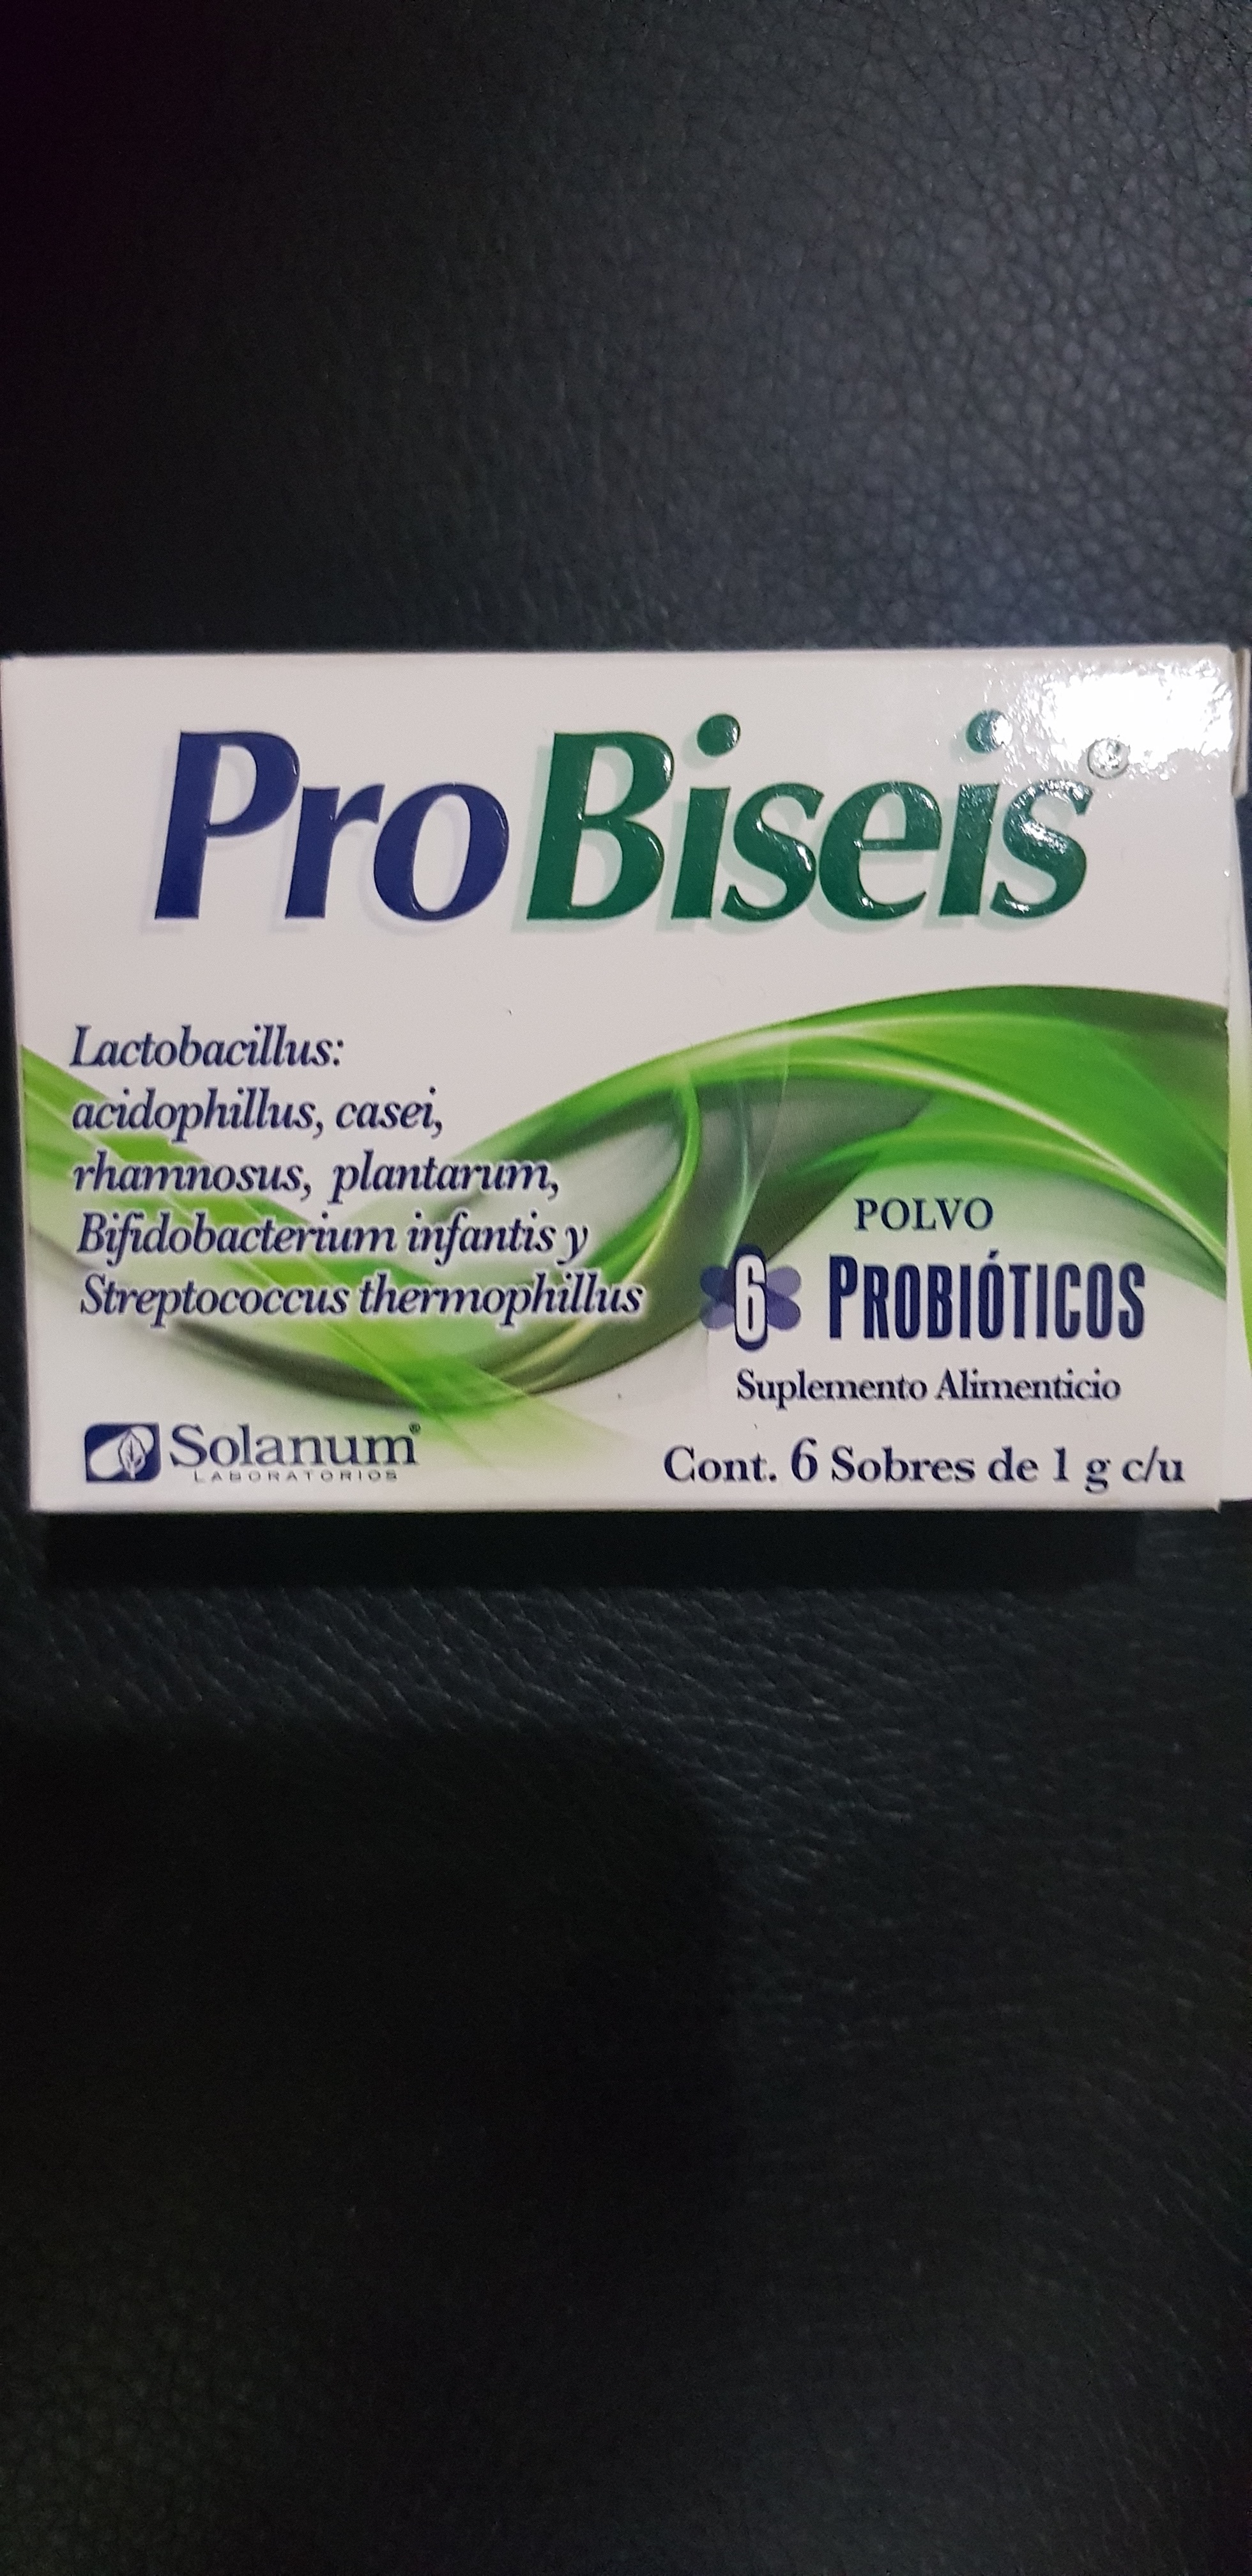 ProBiseis®
Lactobacillus:
acidophillus, casei,
rhamnosus, plantarum,
Bifidobacterium infantis y
Streptococcus thermophillus
POLVO
6 PROBIÓTICOS
Suplemento Alimenticio
Solanum®
LABORATORIOS
Cont. 6 Sobres de 1 g c/u